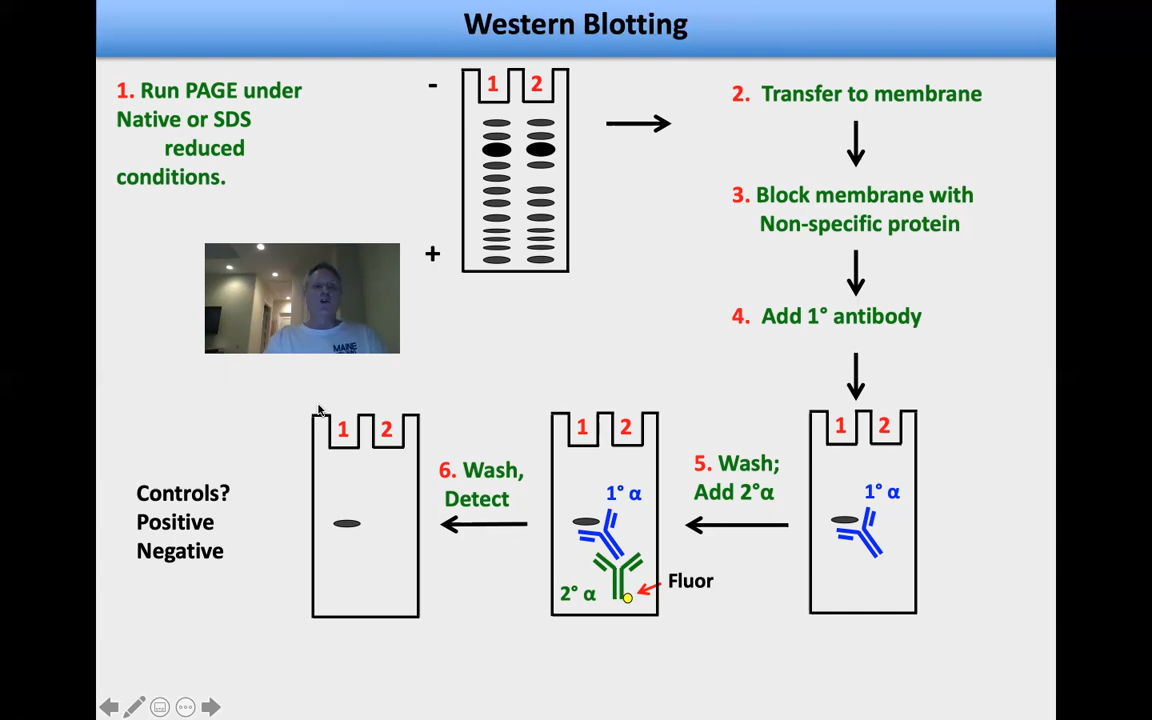 Western Blotting
1. Run PAGE under
Native or SDS
reduced
conditions.
-
+
1 2
2. Transfer to membrane
3. Block membrane with
Non-specific protein
4. Add 1° antibody
1 2
1° α
5. Wash;
Add 2°α
1 2
1° α
2° α
Fluor
6. Wash,
Detect
1 2
Controls?
Positive
Negative
MAINE